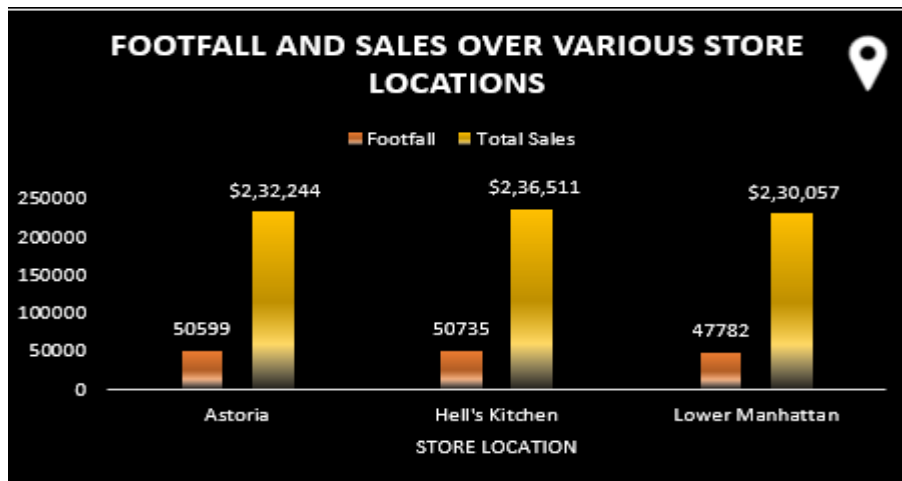 FOOTFALL AND SALES OVER VARIOUS STORE
LOCATIONS
Footfall Total Sales
250000
200000
150000
100000
50000
0
$2,32,244
$2,36,511
$2,30,057
50599
50735
47782
Astoria
Hell's Kitchen
Lower Manhattan
STORE LOCATION